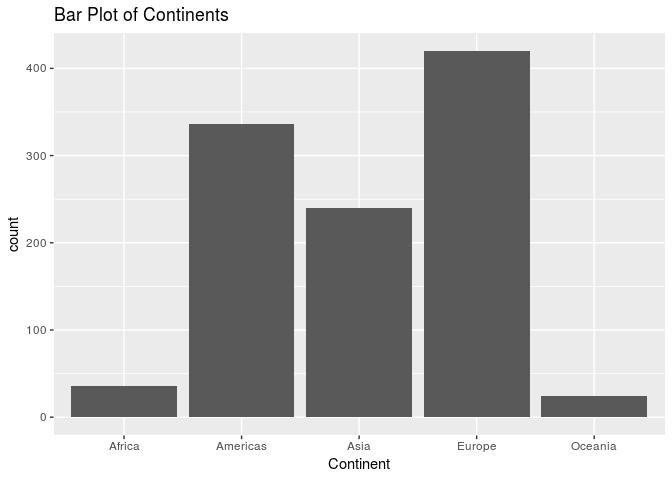 Bar Plot of Continents
400
300
200
100
0
count
Africa Americas Asia Europe Oceania
Continent